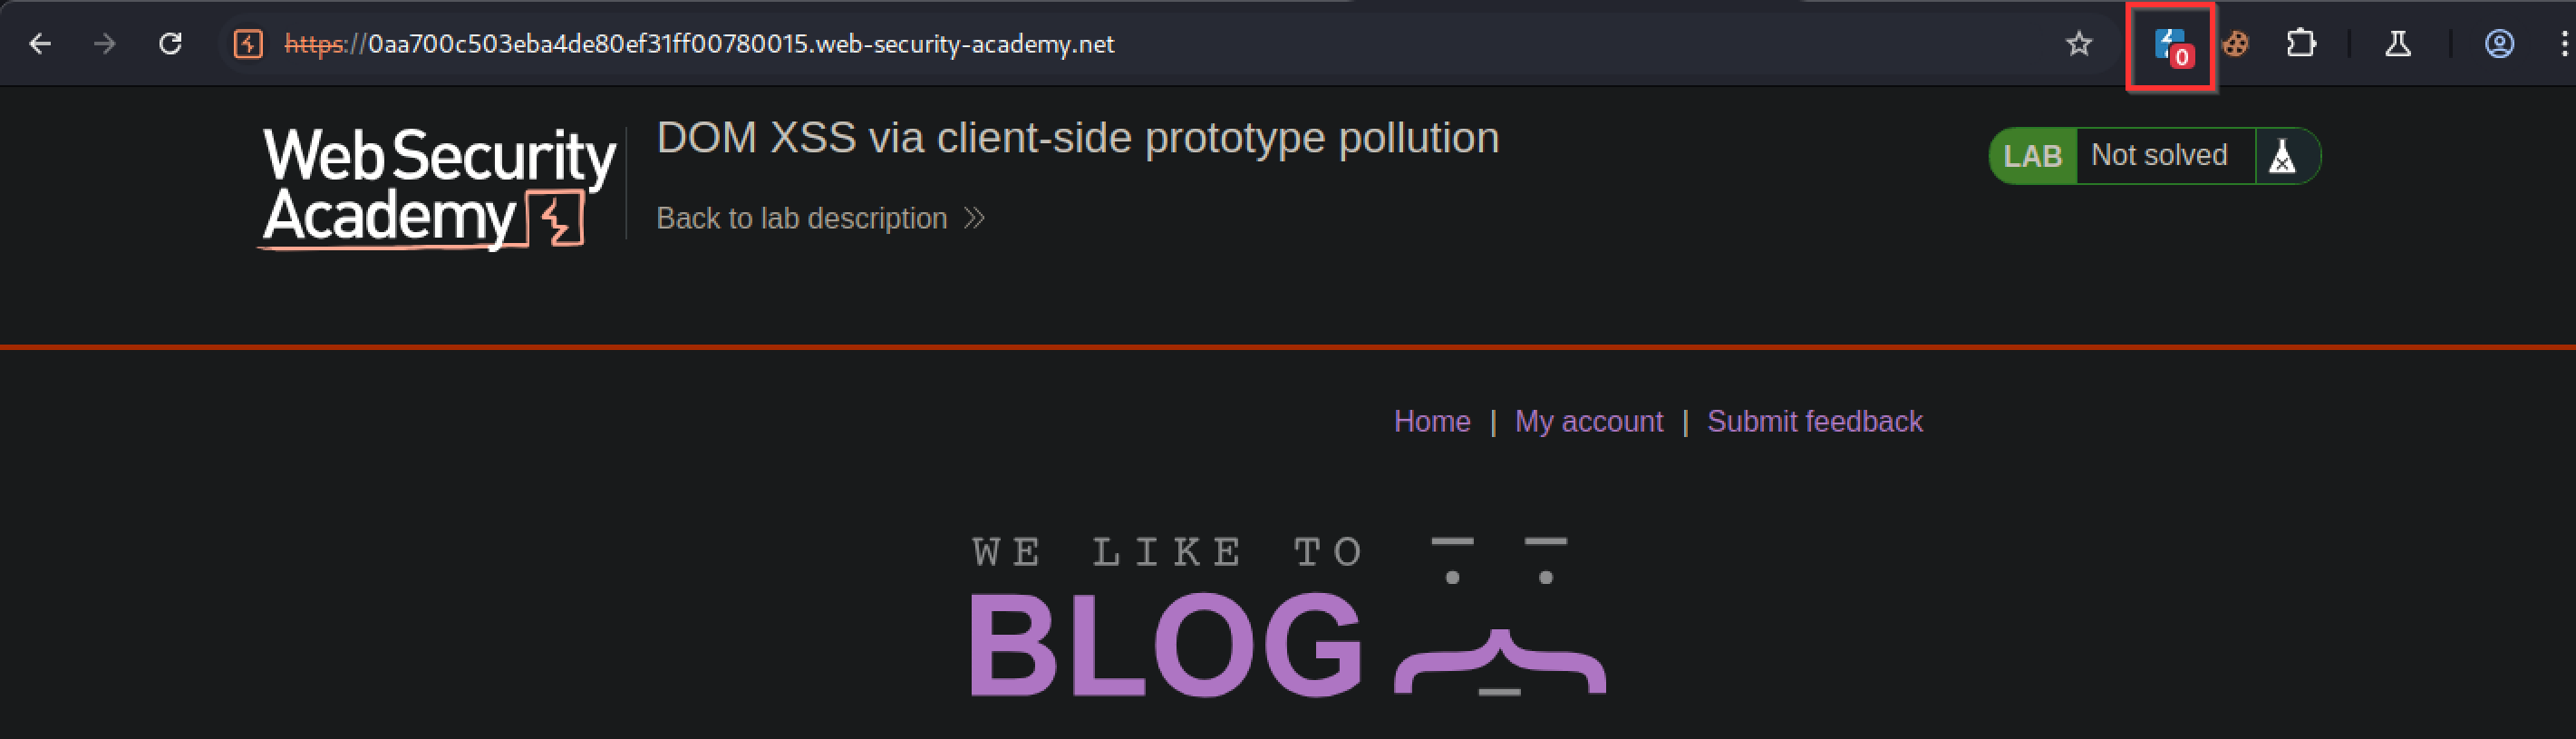 https://0aa700c503eba4de80ef31ff00780015.web-security-academy.net
0
Web Security
Academy
DOM XSS via client-side prototype pollution
Back to lab description
LAB Not solved
Home | My account | Submit feedback
WE LIKE TO
BLOG